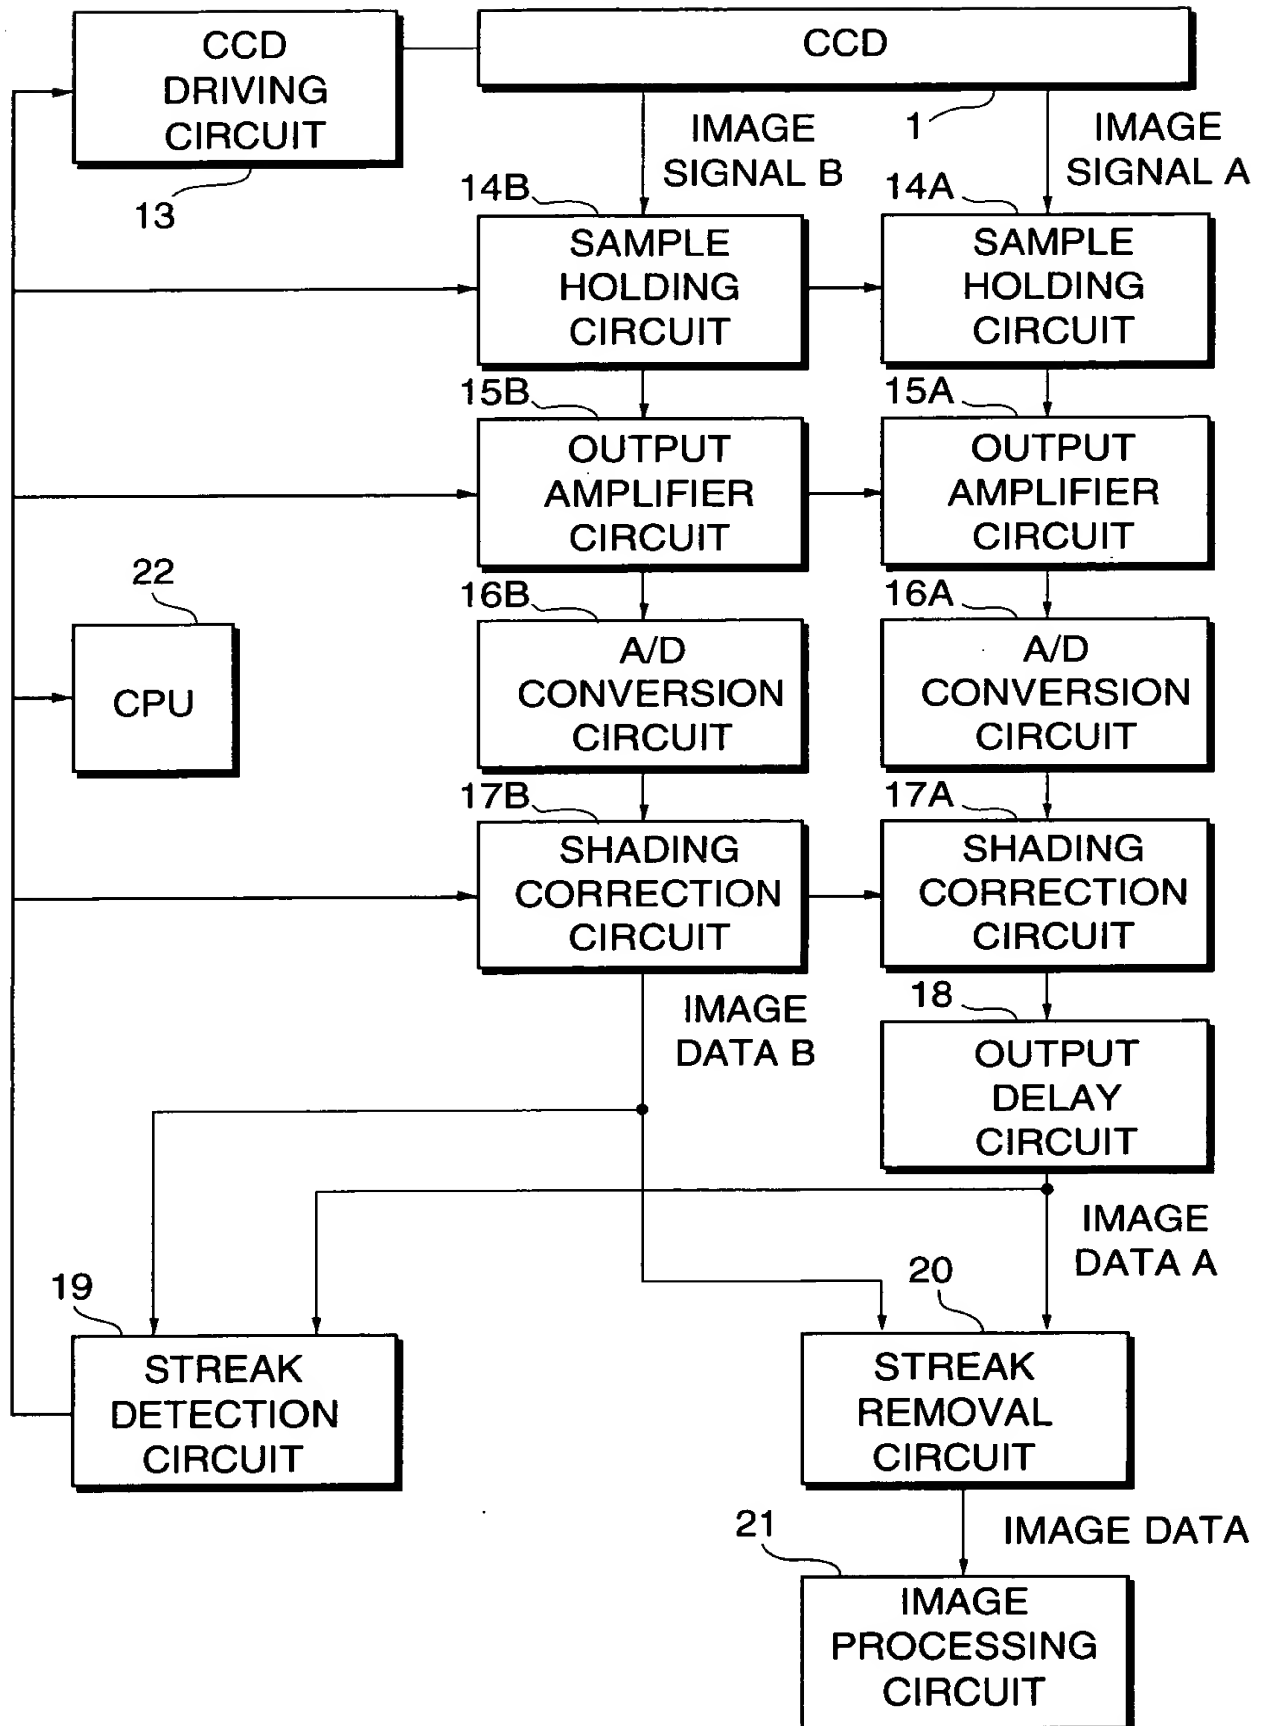 CCD
DRIVING
CIRCUIT
13
CCD
1
IMAGE
SIGNAL B
IMAGE
SIGNAL A
14B
SAMPLE
HOLDING
CIRCUIT
14A
SAMPLE
HOLDING
CIRCUIT
15B
OUTPUT
AMPLIFIER
CIRCUIT
15A
OUTPUT
AMPLIFIER
CIRCUIT
22
CPU
16B
A/D
CONVERSION
CIRCUIT
16A
A/D
CONVERSION
CIRCUIT
17B
SHADING
CORRECTION
CIRCUIT
17A
SHADING
CORRECTION
CIRCUIT
IMAGE
DATA B
18
OUTPUT
DELAY
CIRCUIT
IMAGE
DATA A
19
STREAK
DETECTION
CIRCUIT
20
STREAK
REMOVAL
CIRCUIT
IMAGE DATA
21
IMAGE
PROCESSING
CIRCUIT